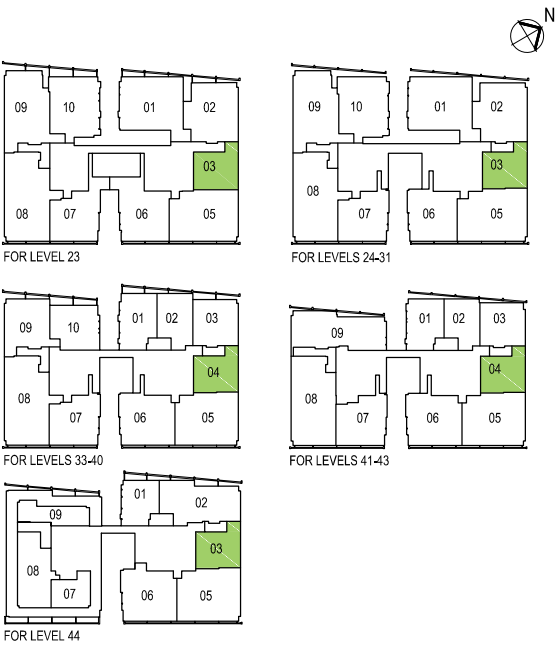 N
09 10 01 02
03
08 07 06 05
FOR LEVEL 23
09 10 01 02
03
08 07 06 05
FOR LEVELS 24-31
09 10 01 02 03
04
08 07 06 05
FOR LEVELS 33-40
09 01 02 03
04
08 07 06 05
FOR LEVELS 41-43
09 01 02
03
08 07 06 05
FOR LEVEL 44